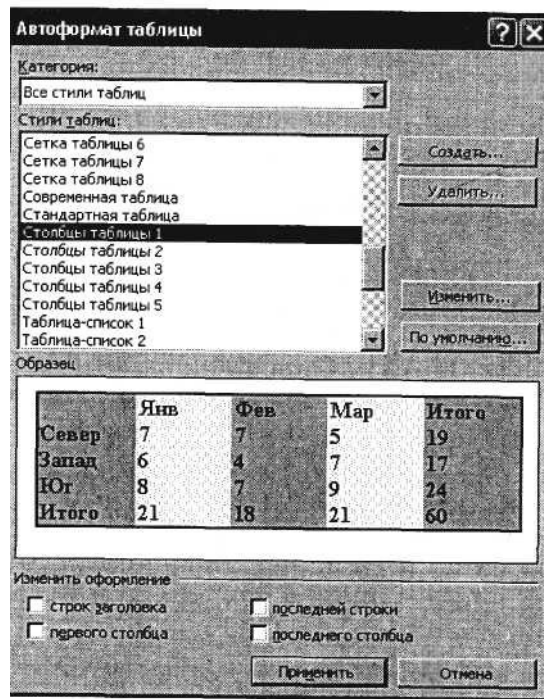 Автоформат таблицы
Категория:
Все стили таблиц
Стили таблиц:
Сетка таблицы 6
Сетка таблицы 7
Сетка таблицы 8
Современная таблица
Стандартная таблица
Столбцы таблицы 1
Столбцы таблицы 2
Столбцы таблицы 3
Столбцы таблицы 4
Столбцы таблицы 5
Таблица-список 1
Таблица-список 2
Создать...
Удалить...
Изменить...
По умолчанию...
Образец
Янв Фев Мар Итого
Север 7 7 5 19
Запад 6 4 7 17
Юг 8 7 9 24
Итого 21 18 21 60
Изменить оформление
строк заголовка
последней строки
первого столбца
последнего столбца
Применить Отмена